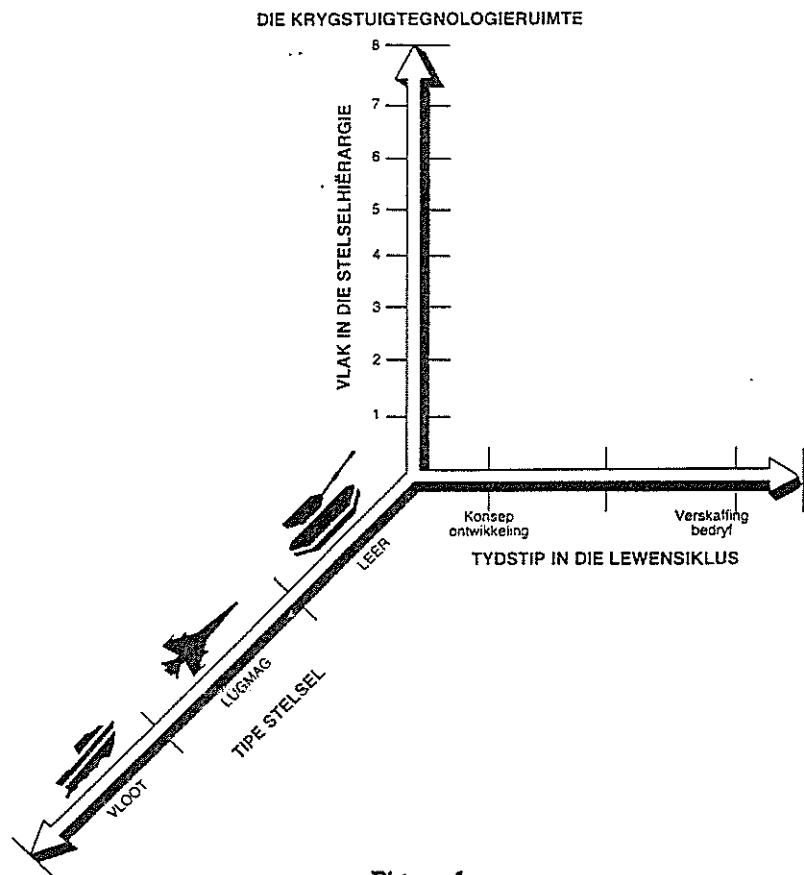 DIE KRYGSTUIGTEGNOLOGIERUIMTE
VLAK IN DIE STELSELHIËRARGIE
8
7
6
5
4
3
2
1
Konsep
ontwikkeling
Verskaffing
bedryf
TYDSTIP IN DIE LEWENSIKLUS
LEËR
LUGMAG
VLOOT
TIPE STELSEL